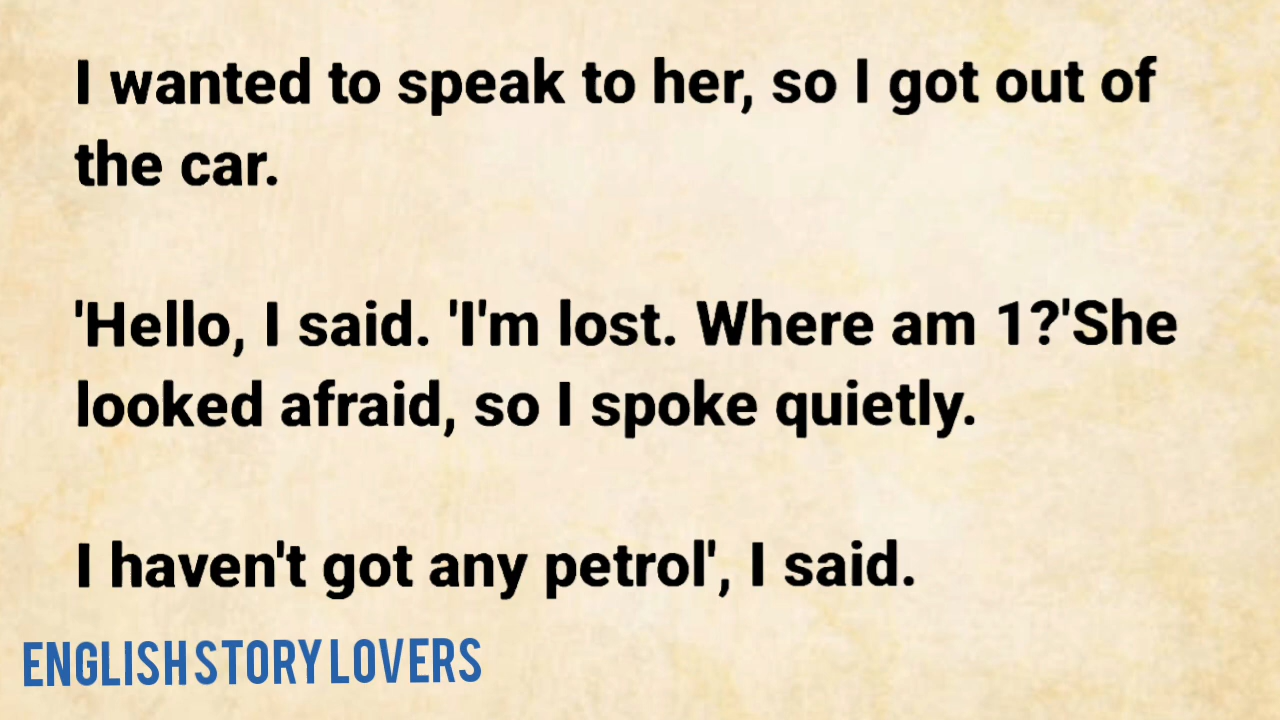 I wanted to speak to her, so I got out of
the car.
'Hello, I said. 'I'm lost. Where am 1?'She
looked afraid, so I spoke quietly.
I haven't got any petrol', I said.
ENGLISH STORY LOVERS